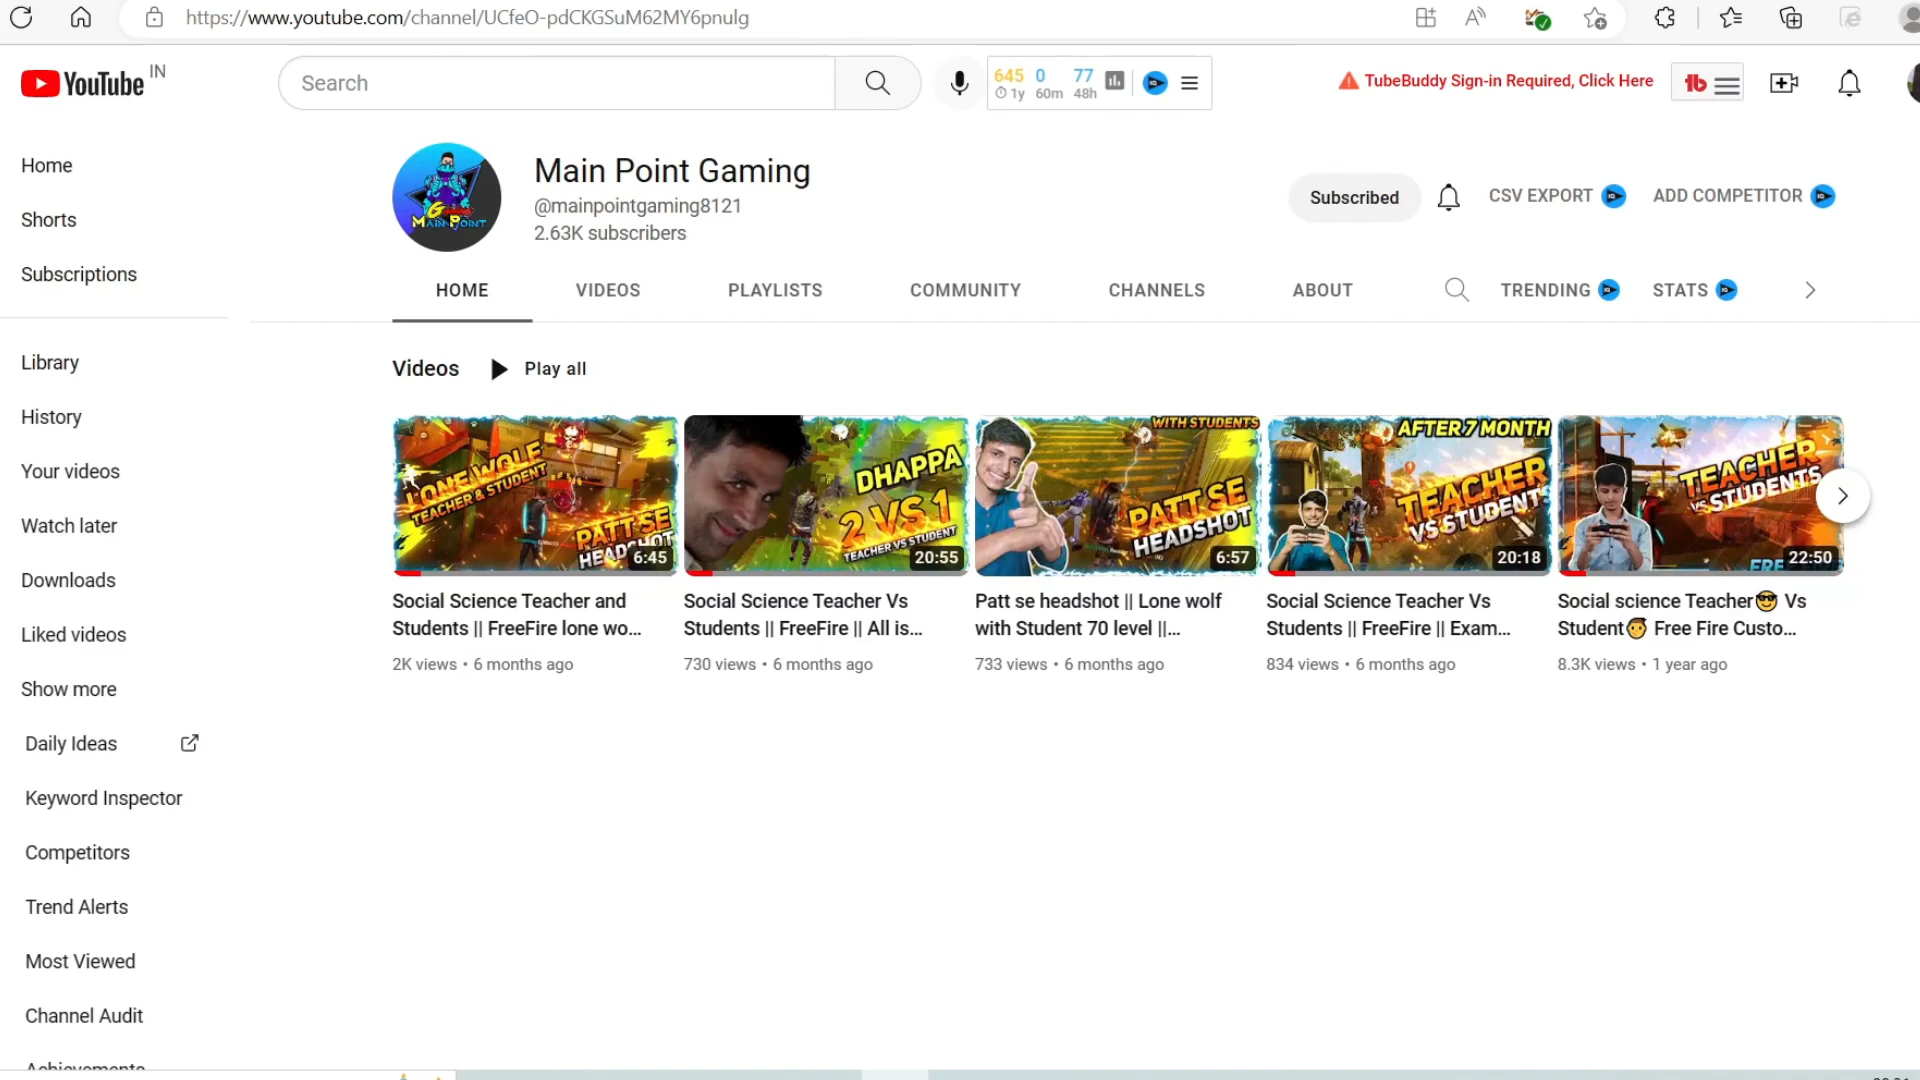 https://www.youtube.com/channel/UCfeO-pdCKGSuM62MY6pnulg
YouTube IN
Search
645 0 77
1y 60m 48h
TubeBuddy Sign-in Required, Click Here
Home
Shorts
Subscriptions
Library
History
Your videos
Watch later
Downloads
Liked videos
Show more
Daily Ideas
Keyword Inspector
Competitors
Trend Alerts
Most Viewed
Channel Audit
Achievements
GAMING
MAIN POINT
Main Point Gaming
@mainpointgaming8121
2.63K subscribers
Subscribed
CSV EXPORT
ADD COMPETITOR
HOME VIDEOS PLAYLISTS COMMUNITY CHANNELS ABOUT TRENDING STATS
Videos Play all
LONE WOLF
TEACHER & STUDENT
PATT SE
HEADSHOT
6:45
Social Science Teacher and
Students || FreeFire lone wo...
2K views • 6 months ago
DHAPPA
2 VS 1
TEACHER VS STUDENT
20:55
Social Science Teacher Vs
Students || FreeFire || All is...
730 views • 6 months ago
WITH STUDENTS
PATT SE
HEADSHOT
6:57
Patt se headshot || Lone wolf
with Student 70 level ||...
733 views • 6 months ago
AFTER 7 MONTH
TEACHER
VS STUDENT
20:18
Social Science Teacher Vs
Students || FreeFire || Exam...
834 views • 6 months ago
TEACHER
VS STUDENTS
FREE
22:50
Social science Teacher😎 Vs
Student👨‍🎓 Free Fire Custo...
8.3K views • 1 year ago